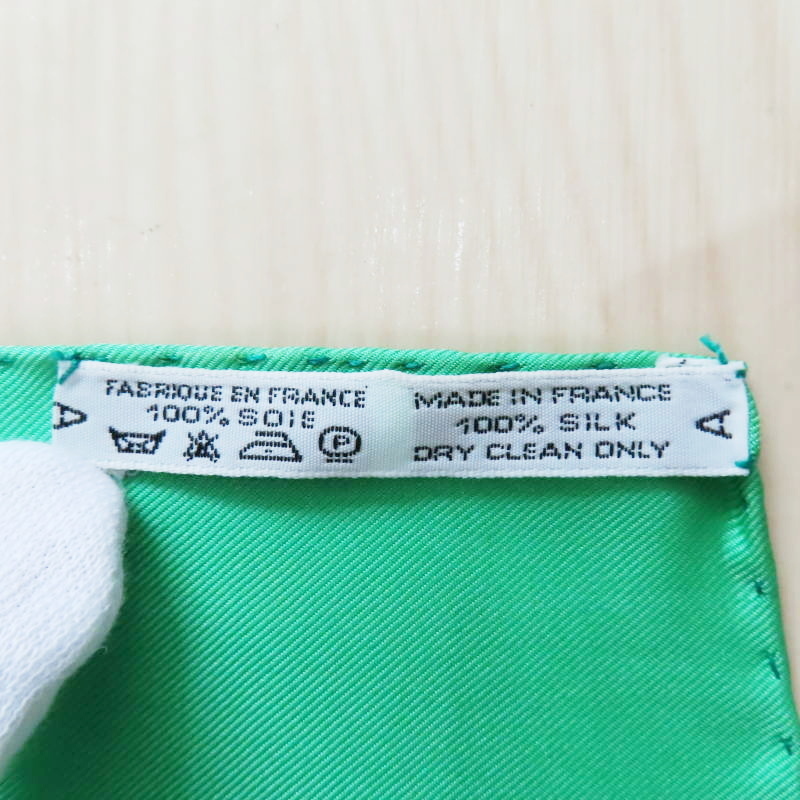 A
FABRIQUE EN FRANCE
100% SOIE
P
MADE IN FRANCE
100% SILK
DRY CLEAN ONLY
A